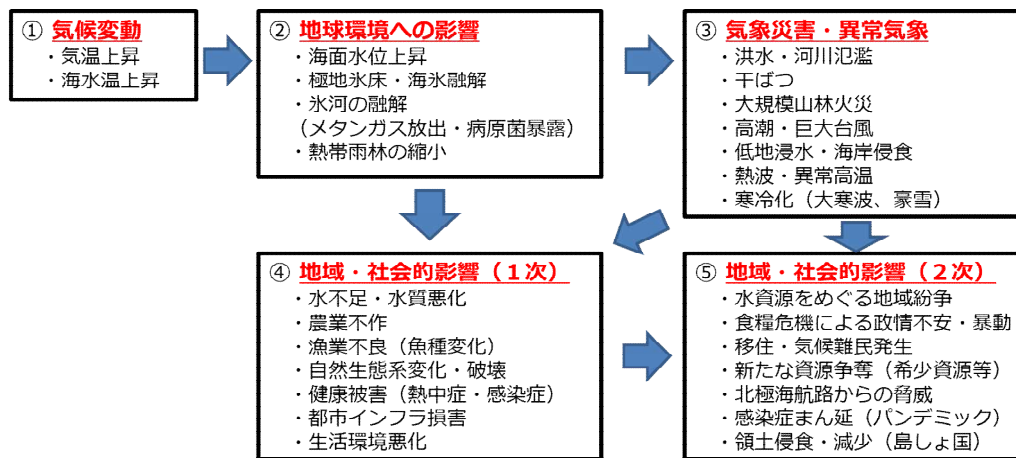 ① 気候変動
・気温上昇
・海水温上昇
② 地球環境への影響
・海面水位上昇
・極地氷床・海氷融解
・氷河の融解
（メタンガス放出・病原菌暴露）
・熱帯雨林の縮小
③ 気象災害・異常気象
・洪水・河川氾濫
・干ばつ
・大規模山林火災
・高潮・巨大台風
・低地浸水・海岸侵食
・熱波・異常高温
・寒冷化（大寒波、豪雪）
④ 地域・社会的影響（１次）
・水不足・水質悪化
・農業不作
・漁業不良（魚種変化）
・自然生態系変化・破壊
・健康被害（熱中症・感染症）
・都市インフラ損害
・生活環境悪化
⑤ 地域・社会的影響（２次）
・水資源をめぐる地域紛争
・食糧危機による政情不安・暴動
・移住・気候難民発生
・新たな資源争奪（希少資源等）
・北極海航路からの脅威
・感染症まん延（パンデミック）
・領土侵食・減少（島しょ国）